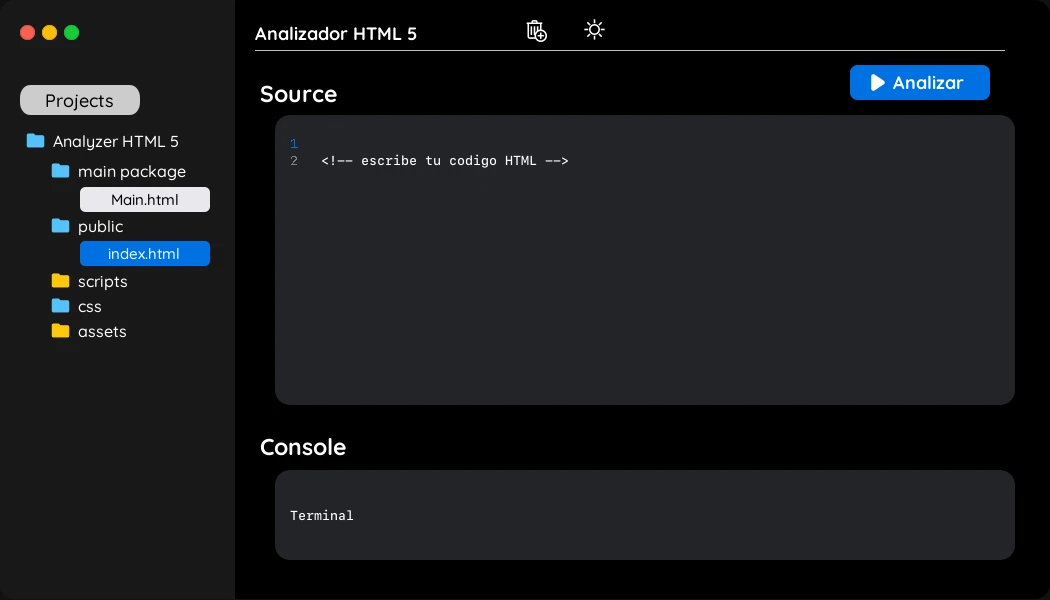 Analizador HTML 5
Projects
Analyzer HTML 5
main package
Main.html
public
index.html
scripts
css
assets
Source
Analizar
1
2 <!-- escribe tu codigo HTML -->
Console
Terminal